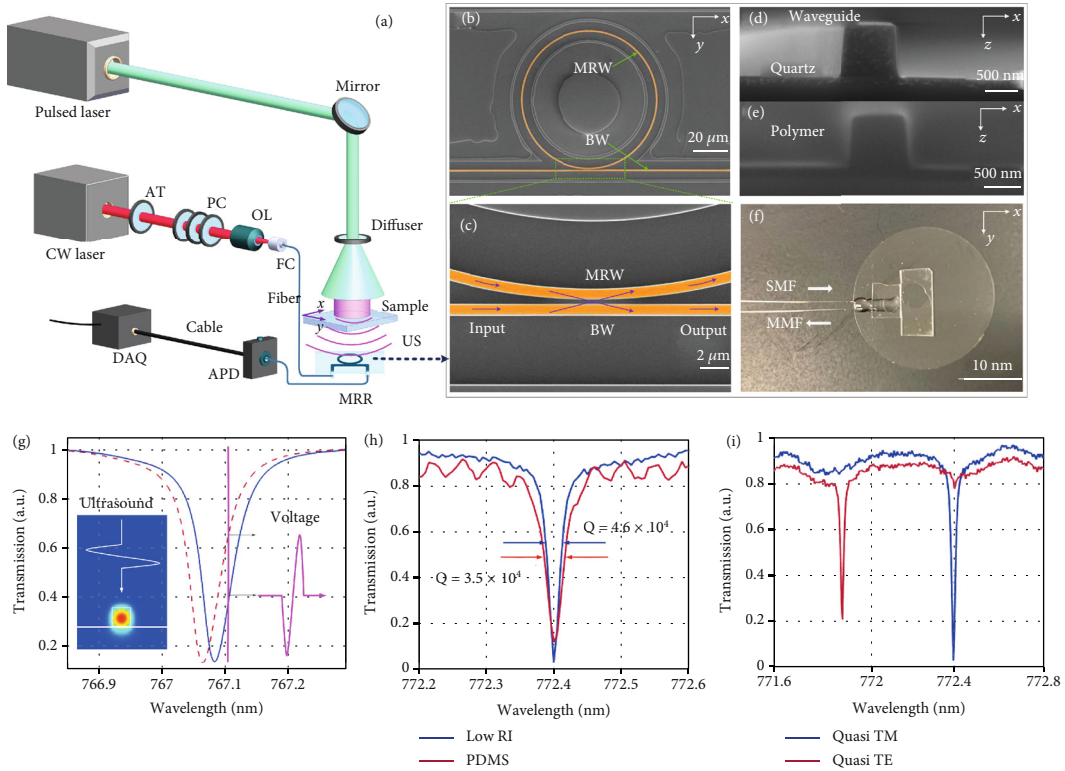 (a)
Pulsed laser
Mirror
AT
PC
OL
CW laser
FC
Diffuser
Fiber
x
y
Sample
US
Cable
DAQ
APD
MRR
(b)
x
y
MRW
BW
20 μm
(c)
MRW
Input
BW
Output
2 μm
(d)
Waveguide
x
z
Quartz
500 nm
(e)
x
z
Polymer
500 nm
(f)
x
y
SMF
MMF
10 nm
(g)
Transmission (a.u.)
1
0.8
0.6
0.4
0.2
Ultrasound
Voltage
766.9
767
767.1
767.2
Wavelength (nm)
(h)
Transmission (a.u.)
1.0
0.8
0.6
0.4
0.2
0
Q = 4.6 × 10⁴
Q = 3.5 × 10⁴
772.2
772.3
772.4
772.5
772.6
Wavelength (nm)
Low RI
PDMS
(i)
Transmission (a.u.)
1.0
0.8
0.6
0.4
0.2
0
771.6
772
772.4
772.8
Wavelength (nm)
Quasi TM
Quasi TE